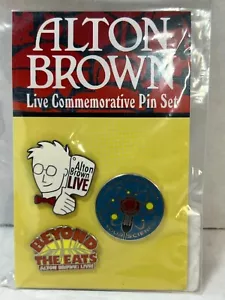 ALTON
BROWN
Live Commemorative Pin Set
Alton
Brown
LIVE
BEYOND
THE EATS
ALTON BROWN LIVE!